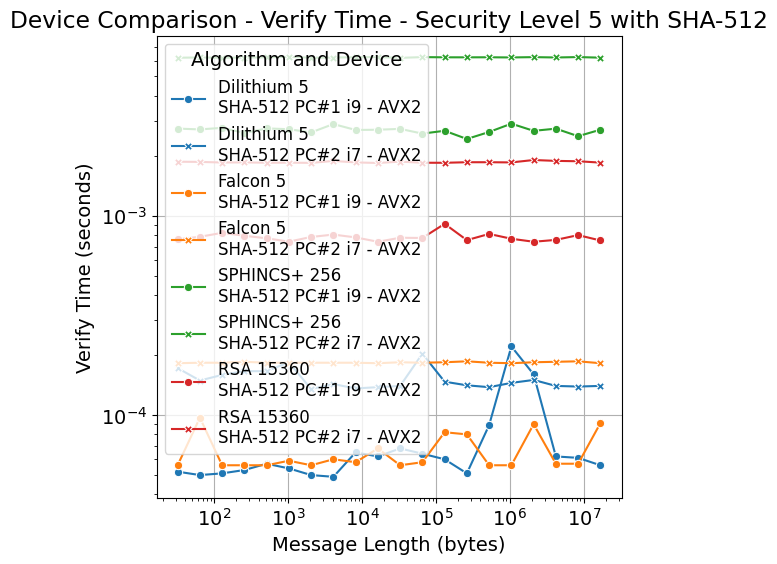 Device Comparison - Verify Time - Security Level 5 with SHA-512
Verify Time (seconds)
10⁻³
10⁻⁴
Algorithm and Device
Dilithium 5
SHA-512 PC#1 i9 - AVX2
Dilithium 5
SHA-512 PC#2 i7 - AVX2
Falcon 5
SHA-512 PC#1 i9 - AVX2
Falcon 5
SHA-512 PC#2 i7 - AVX2
SPHINCS+ 256
SHA-512 PC#1 i9 - AVX2
SPHINCS+ 256
SHA-512 PC#2 i7 - AVX2
RSA 15360
SHA-512 PC#1 i9 - AVX2
RSA 15360
SHA-512 PC#2 i7 - AVX2
10² 10³ 10⁴ 10⁵ 10⁶ 10⁷
Message Length (bytes)